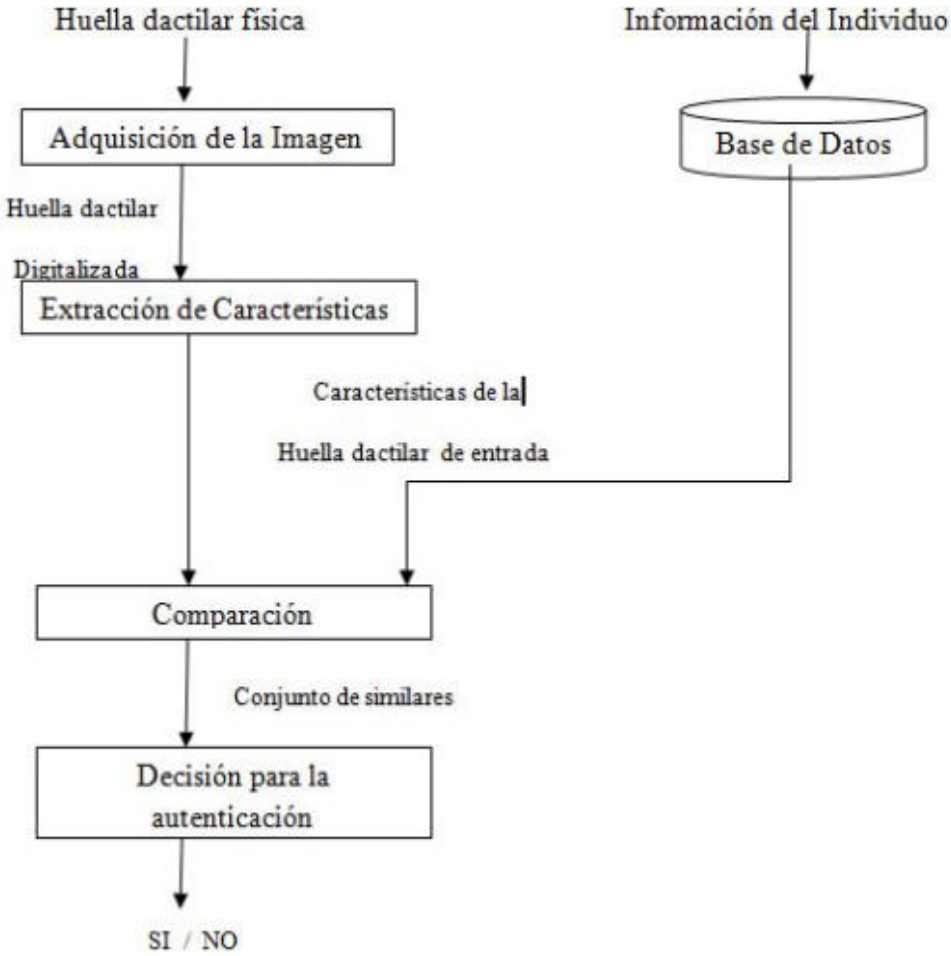 Huella dactilar física
Información del Individuo
Adquisición de la Imagen
Base de Datos
Huella dactilar
Digitalizada
Extracción de Características
Características de la
Huella dactilar de entrada
Comparación
Conjunto de similares
Decisión para la
autenticación
SI / NO